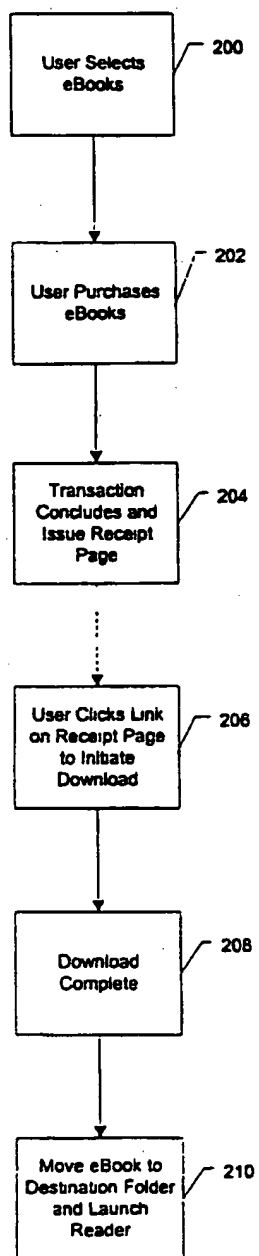 User Selects
eBooks
200
User Purchases
eBooks
202
Transaction
Concludes and
Issue Receipt
Page
204
User Clicks Link
on Receipt Page
to Initiate
Download
206
Download
Complete
208
Move eBook to
Destination Folder
and Launch
Reader
210